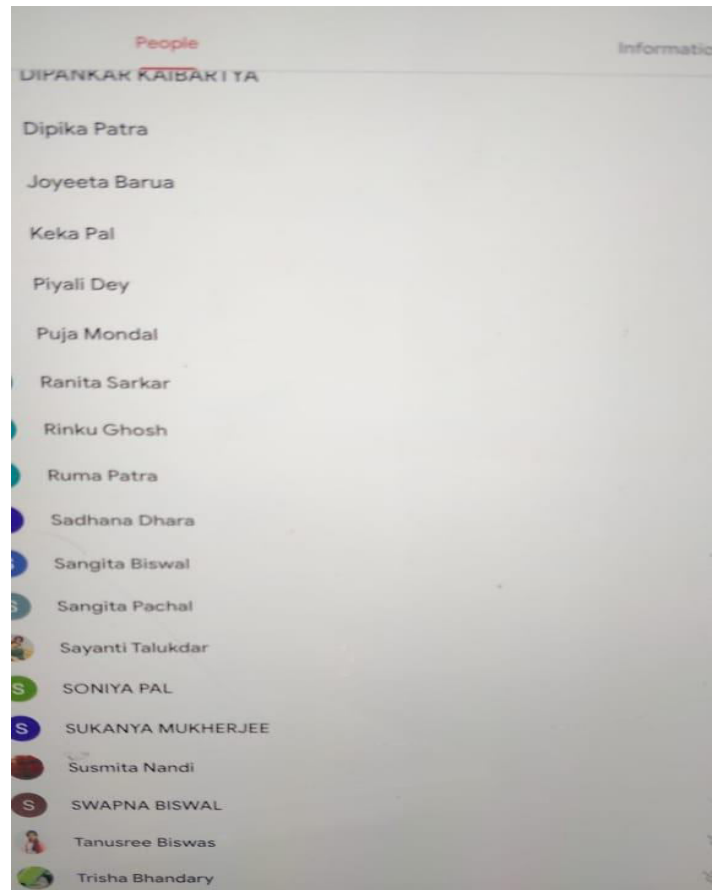 People
Informatio
DIPANKAR KAIBARTYA
Dipika Patra
Joyeeta Barua
Keka Pal
Piyali Dey
Puja Mondal
Ranita Sarkar
Rinku Ghosh
Ruma Patra
Sadhana Dhara
S Sangita Biswal
S Sangita Pachal
Sayanti Talukdar
S SONIYA PAL
S SUKANYA MUKHERJEE
Susmita Nandi
S SWAPNA BISWAL
Tanusree Biswas
Trisha Bhandary